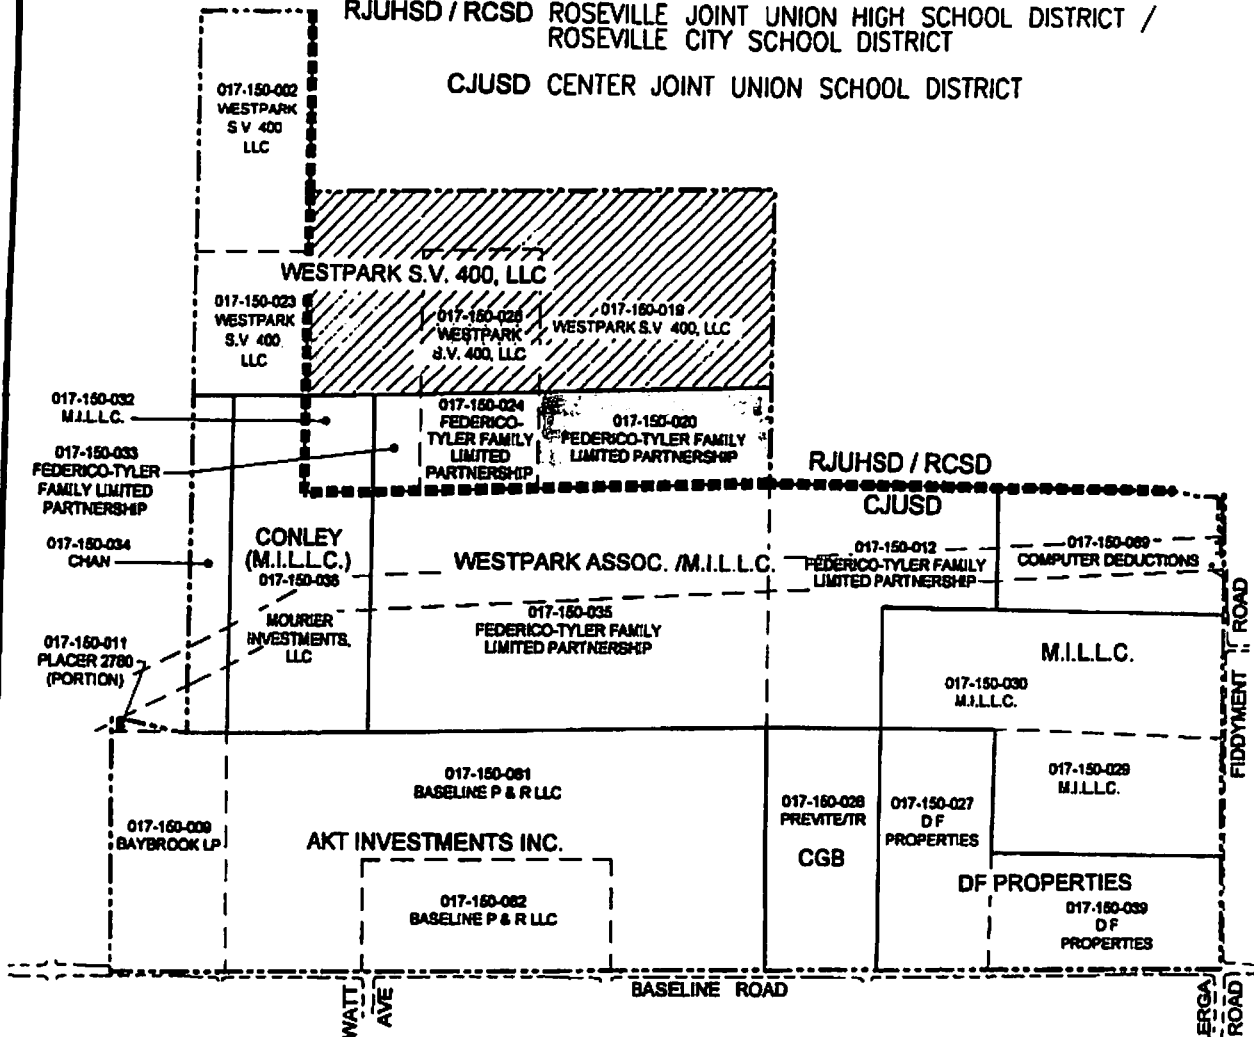 RJUHSD / RCSD ROSEVILLE JOINT UNION HIGH SCHOOL DISTRICT /
ROSEVILLE CITY SCHOOL DISTRICT
CJUSD CENTER JOINT UNION SCHOOL DISTRICT
017-150-002
WESTPARK
S V 400
LLC
WESTPARK S.V. 400, LLC
017-150-023
WESTPARK
S.V 400
LLC
WESTPARK
S.V. 400, LLC
017-150-019
WESTPARK S.V 400, LLC
017-150-032
M.I.L.L.C.
017-150-033
FEDERICO-TYLER
FAMILY LIMITED
PARTNERSHIP
017-150-024
FEDERICO-
TYLER FAMILY
LIMITED
PARTNERSHIP
017-150-020
FEDERICO-TYLER FAMILY
LIMITED PARTNERSHIP
RJUHSD / RCSD
CJUSD
017-150-034
CHAN
CONLEY
(M.I.L.L.C.)
017-150-036
MOURIER
INVESTMENTS,
LLC
WESTPARK ASSOC. /M.I.L.L.C.
017-150-012
FEDERICO-TYLER FAMILY
LIMITED PARTNERSHIP
017-150-089
COMPUTER DEDUCTIONS
017-150-035
FEDERICO-TYLER FAMILY
LIMITED PARTNERSHIP
017-150-011
PLACER 2780
(PORTION)
M.I.L.L.C.
017-150-030
M.I.L.L.C.
FIDDYMENT ROAD
017-150-029
M.I.L.L.C.
017-150-081
BASELINE P & R LLC
017-150-009
BAYBROOK LP
AKT INVESTMENTS INC.
017-150-082
BASELINE P & R LLC
017-150-028
PREVITE/TR
CGB
017-150-027
D F
PROPERTIES
DF PROPERTIES
017-150-039
D F
PROPERTIES
BASELINE ROAD
WATT AVE
ERGA ROAD